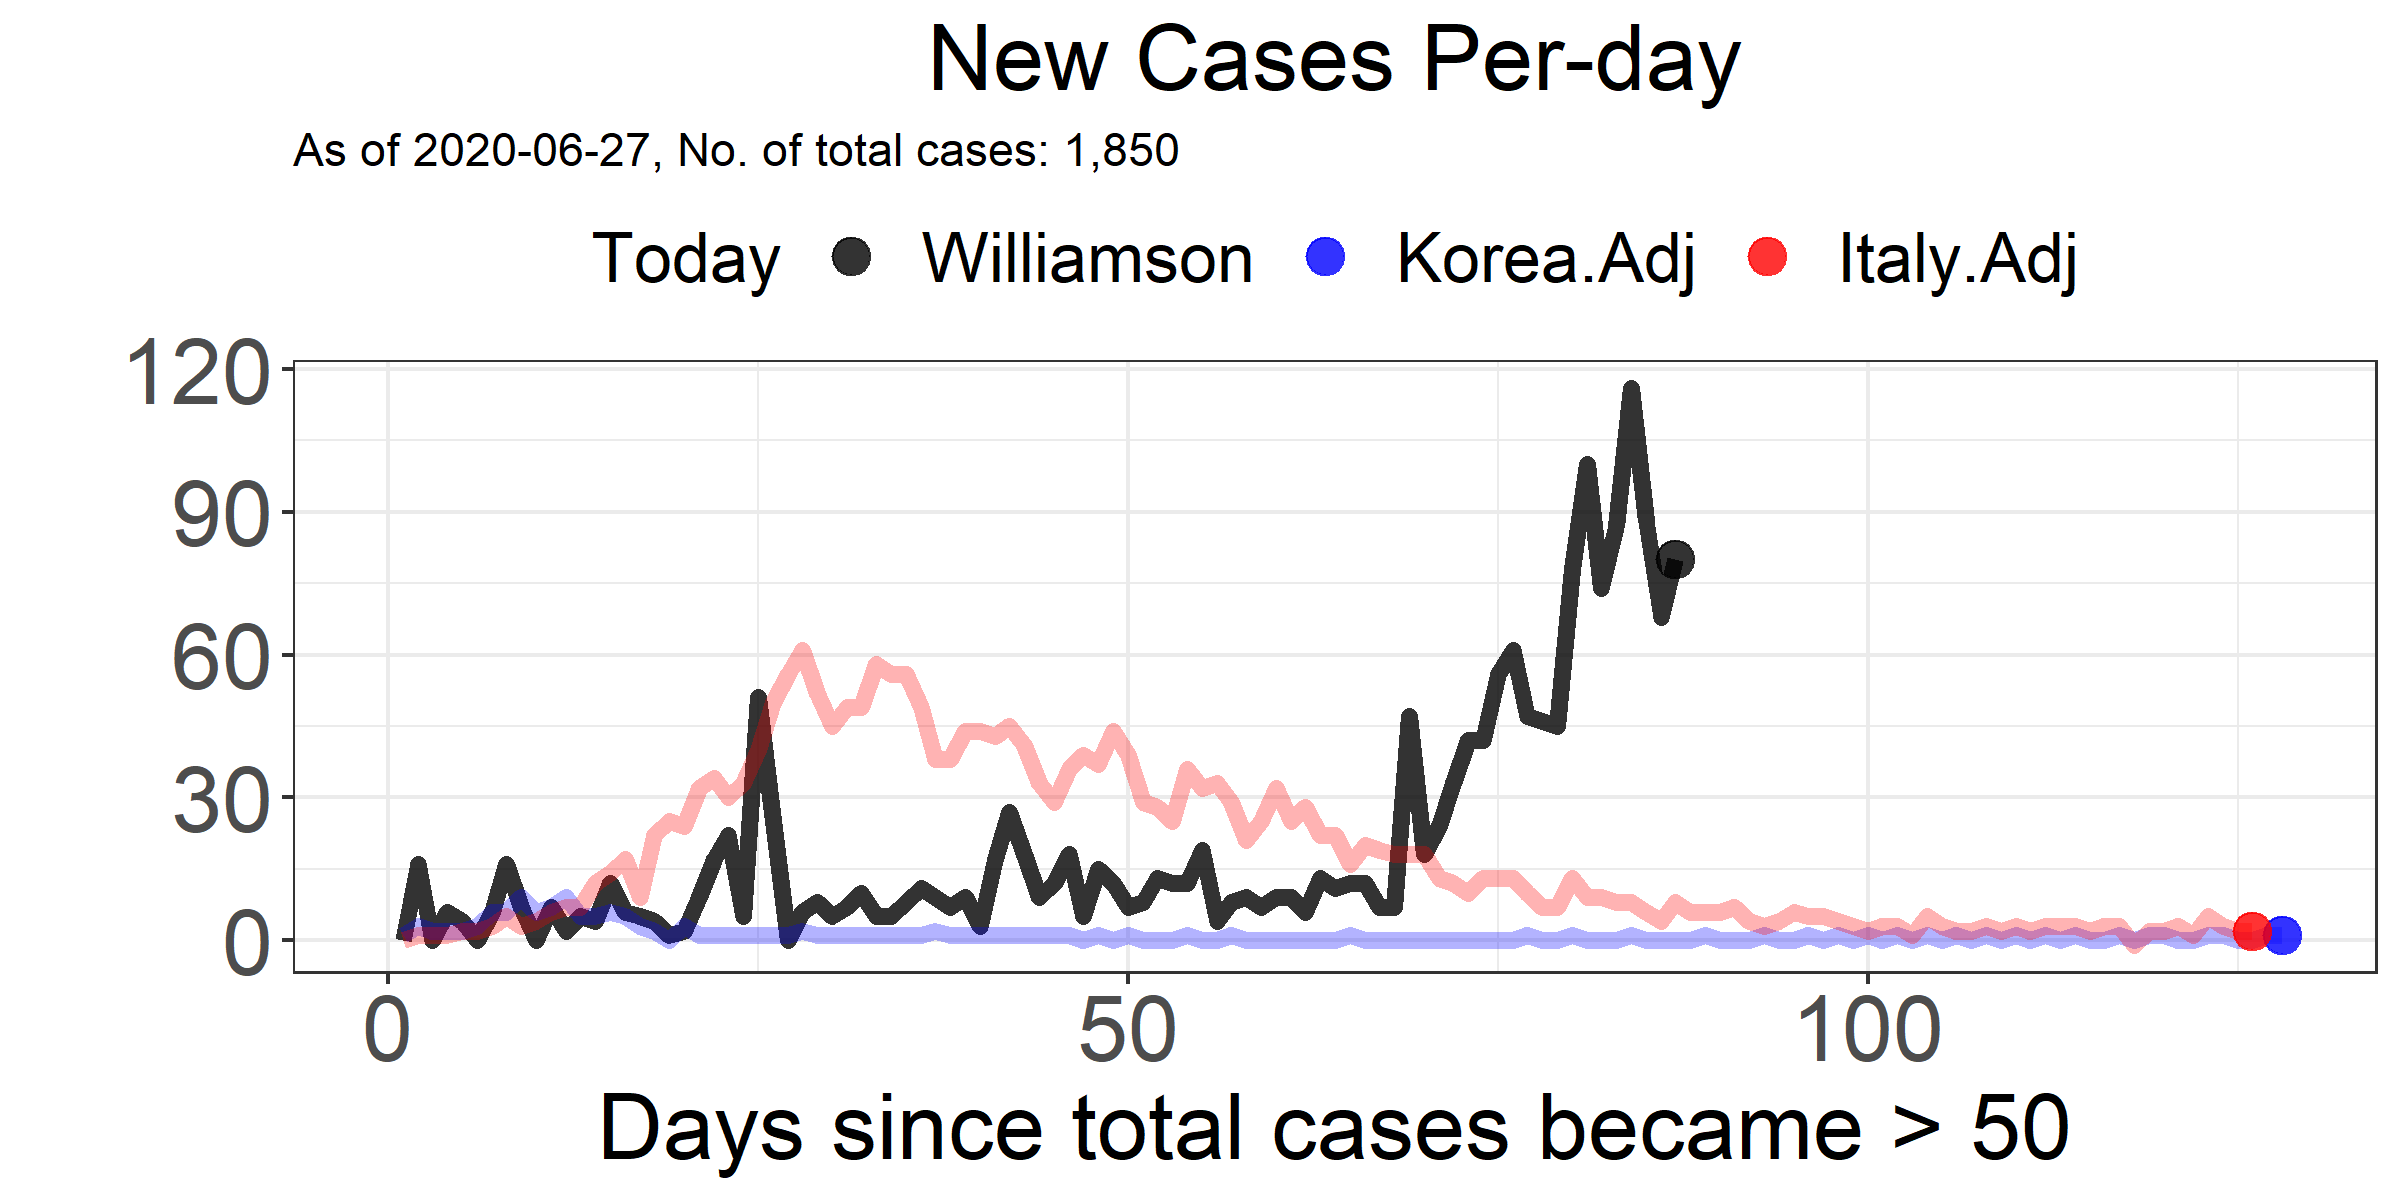 New Cases Per-day
As of 2020-06-27, No. of total cases: 1,850
Today Williamson Korea.Adj Italy.Adj
120
90
60
30
0
0 50 100
Days since total cases became > 50